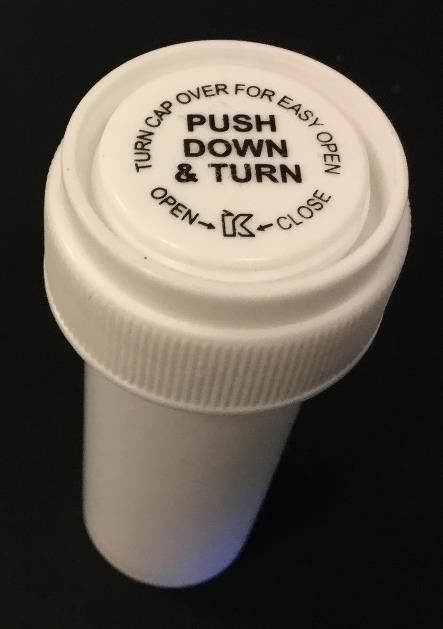 TURN CAP OVER FOR EASY OPEN
PUSH
DOWN
& TURN
OPEN→ K ←CLOSE